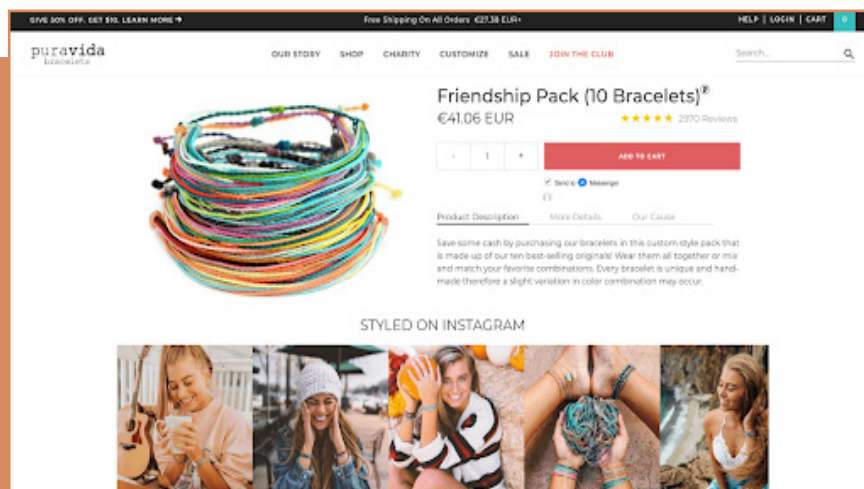 GIVE 50% OFF. GET $10. LEARN MORE →
Free Shipping On All Orders €27.38 EUR+
HELP | LOGIN | CART 0
puravida
bracelets
OUR STORY SHOP CHARITY CUSTOMIZE SALE JOIN THE CLUB
Search...
Friendship Pack (10 Bracelets)®
€41.06 EUR
★★★★★ 2970 Reviews
- 1 +
ADD TO CART
Send to Messenger
Product Description More Details Our Cause
Save some cash by purchasing our bracelets in this custom style pack that
is made up of our ten best-selling originals! Wear them all together or mix
and match your favorite combinations. Every bracelet is unique and hand-
made therefore a slight variation in color combination may occur.
STYLED ON INSTAGRAM